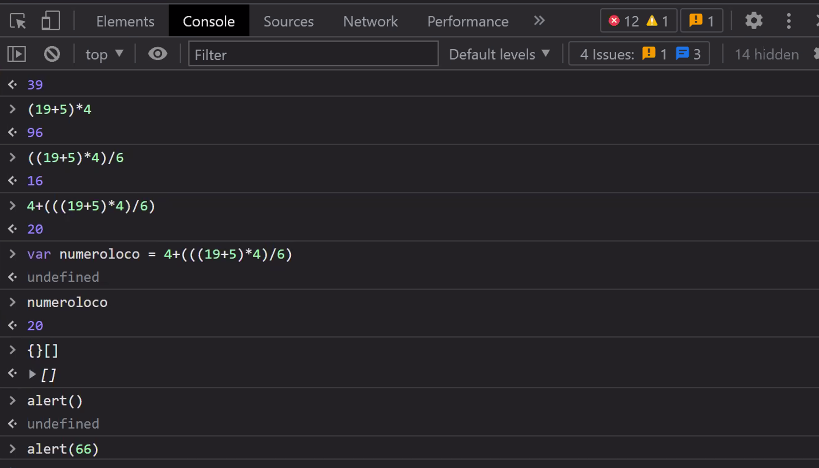 Elements Console Sources Network Performance 12 1 1
top Filter Default levels 4 Issues: 1 3 14 hidden
39
(19+5)*4
96
((19+5)*4)/6
16
4+(((19+5)*4)/6)
20
var numeroloco = 4+(((19+5)*4)/6)
undefined
numeroloco
20
{}[]
[]
alert()
undefined
alert(66)